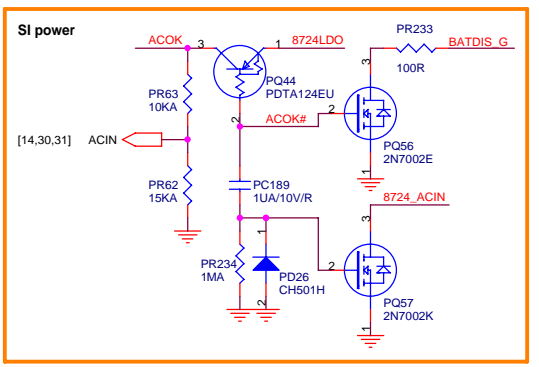 SI power
ACOK
3
1
8724LDO
PR233
BATDIS_G
100R
3
PR63
10KA
PQ44
PDTA124EU
2
ACOK#
2
[14,30,31]
ACIN
PQ56
2N7002E
1
PR62
15KA
PC189
1UA/10V/R
8724_ACIN
1
3
PR234
1MA
PD26
CH501H
2
2
PQ57
2N7002K
1